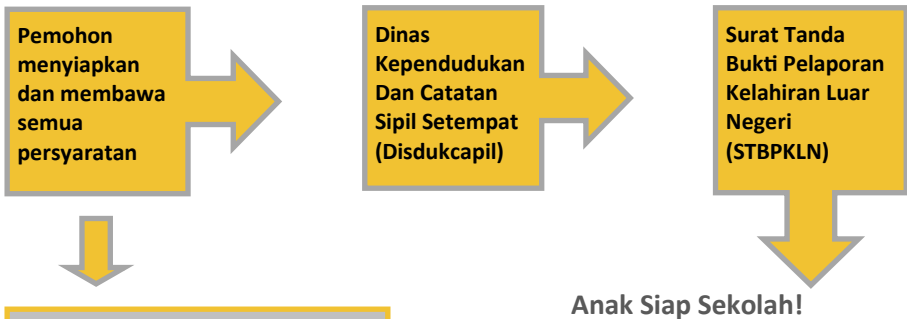 Pemohon
menyiapkan
dan membawa
semua
persyaratan
Dinas
Kependudukan
Dan Catatan
Sipil Setempat
(Disdukcapil)
Surat Tanda
Bukti Pelaporan
Kelahiran Luar
Negeri
(STBPKLN)
Anak Siap Sekolah!